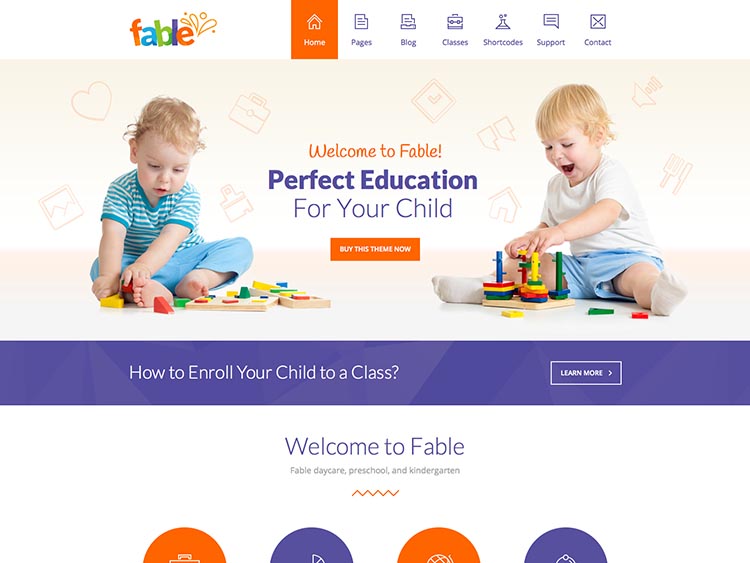 fable
Home
Pages
Blog
Classes
Shortcodes
Support
Contact
Welcome to Fable!
Perfect Education
For Your Child
BUY THIS THEME NOW
How to Enroll Your Child to a Class?
LEARN MORE
Welcome to Fable
Fable daycare, preschool, and kindergarten